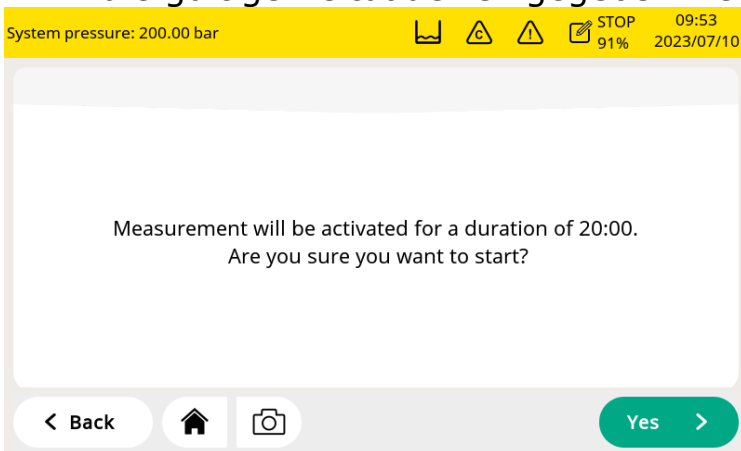 System pressure: 200.00 bar
C
!
STOP
91%
09:53
2023/07/10
Measurement will be activated for a duration of 20:00.
Are you sure you want to start?
Back
Yes